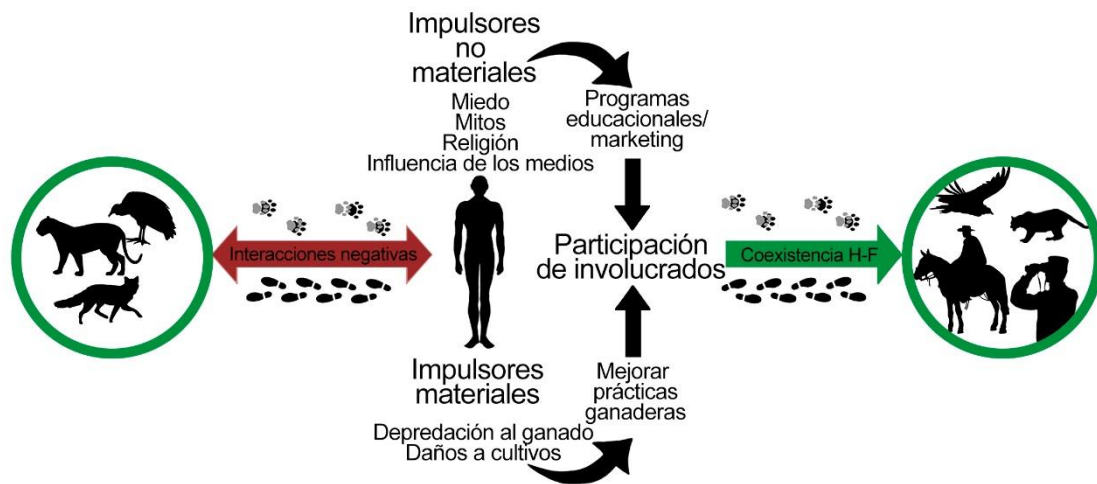 Impulsores
no
materiales
Miedo
Mitos
Religión
Influencia de los medios
Programas
educacionales/
marketing
Interacciones negativas
Participación
de involucrados
Coexistencia H-F
Impulsores
materiales
Depredación al ganado
Daños a cultivos
Mejorar
prácticas
ganaderas